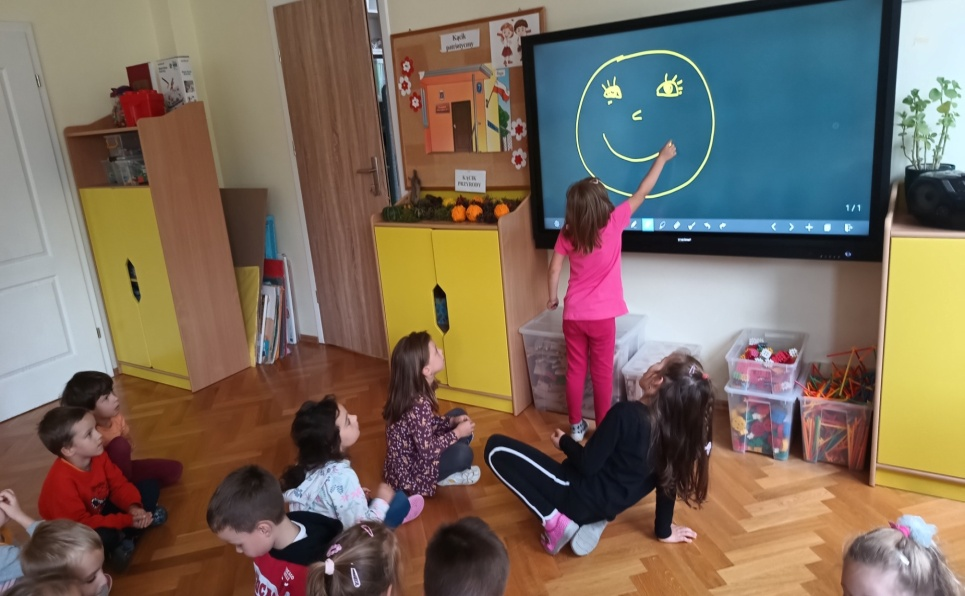 Kącik
patriotyczny
KĄCIK
PRZYRODY
1/1